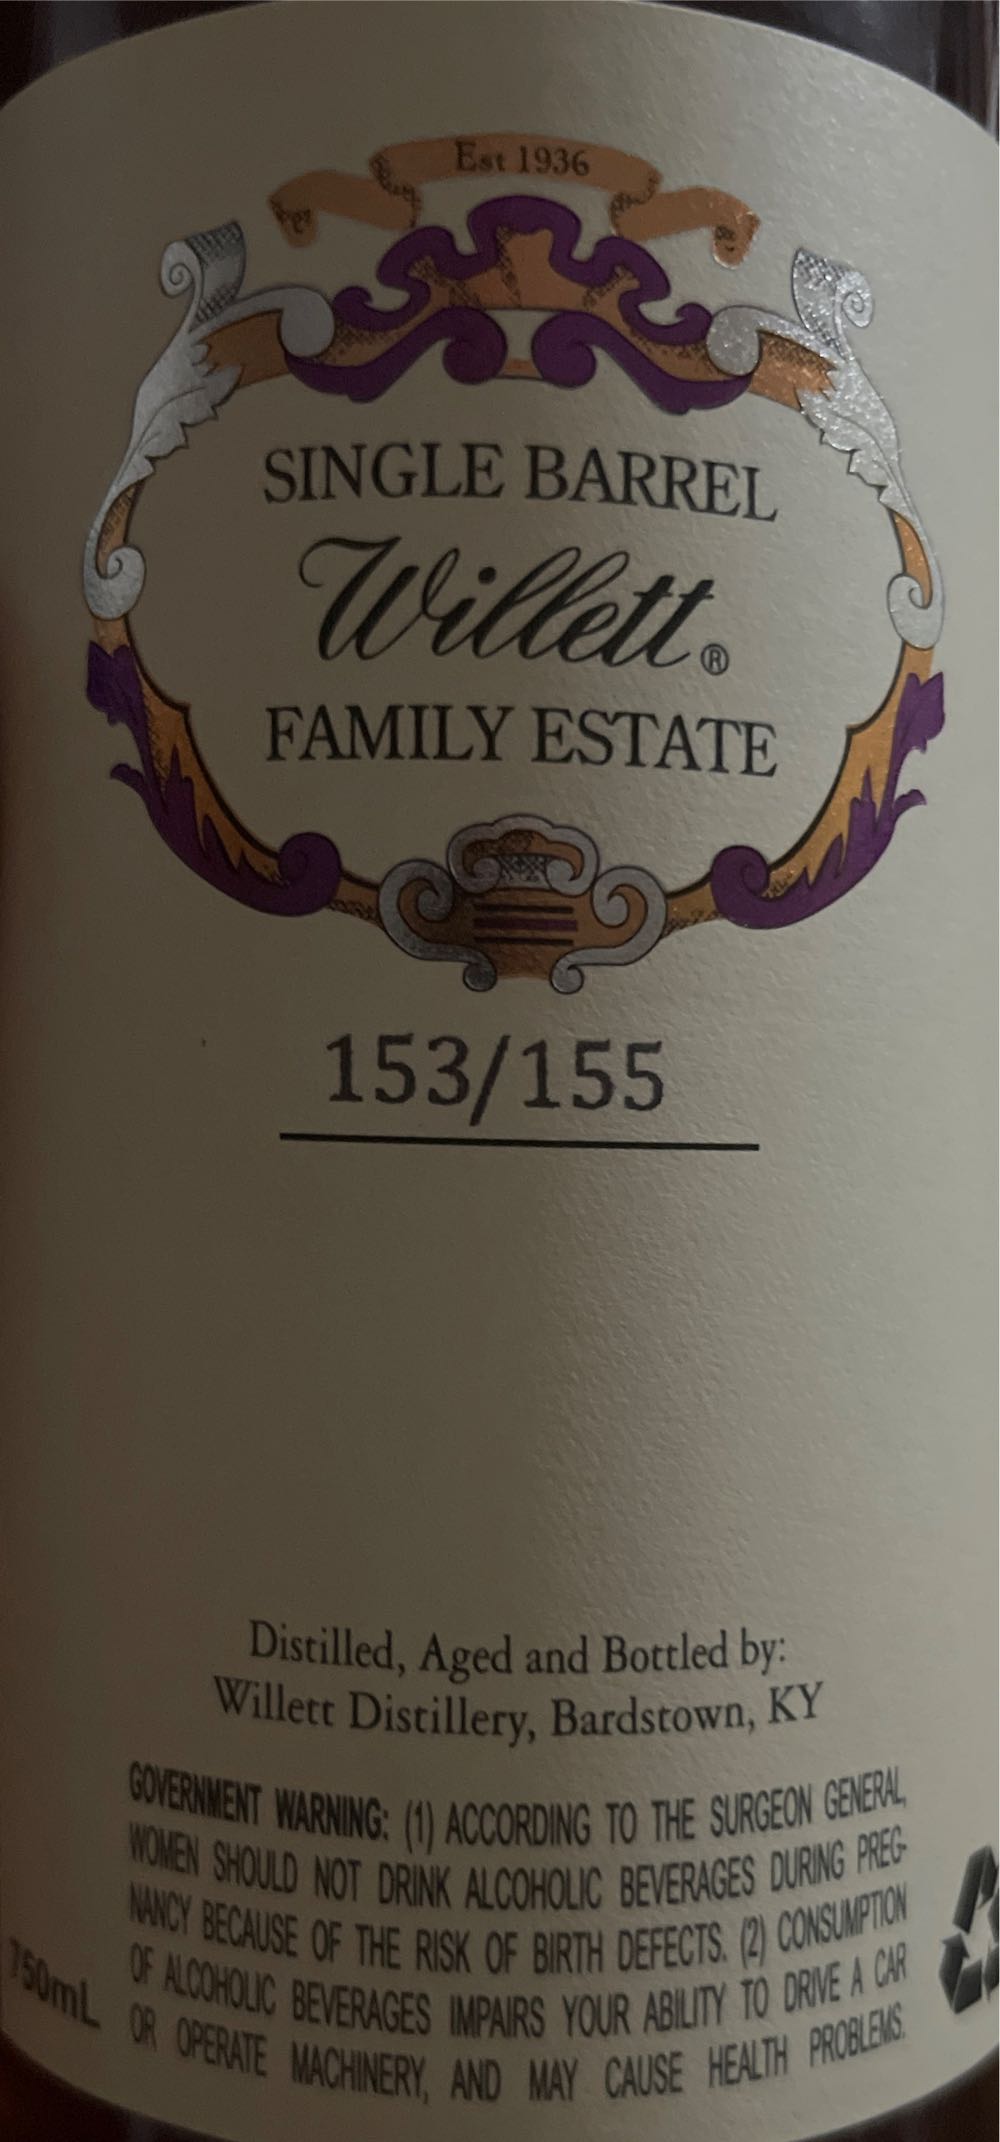 Est 1936
SINGLE BARREL
Willett®
FAMILY ESTATE
153/155
Distilled, Aged and Bottled by:
Willett Distillery, Bardstown, KY
GOVERNMENT WARNING: (1) ACCORDING TO THE SURGEON GENERAL,
WOMEN SHOULD NOT DRINK ALCOHOLIC BEVERAGES DURING PREG-
NANCY BECAUSE OF THE RISK OF BIRTH DEFECTS. (2) CONSUMPTION
OF ALCOHOLIC BEVERAGES IMPAIRS YOUR ABILITY TO DRIVE A CAR
OR OPERATE MACHINERY, AND MAY CAUSE HEALTH PROBLEMS.
750mL